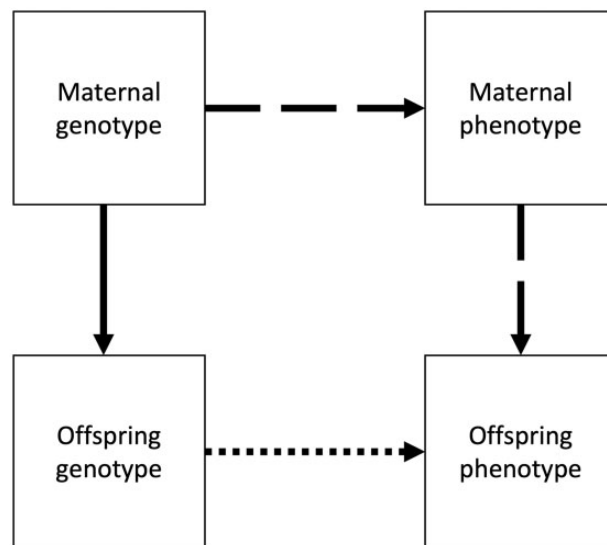 Maternal
genotype
Maternal
phenotype
Offspring
genotype
Offspring
phenotype